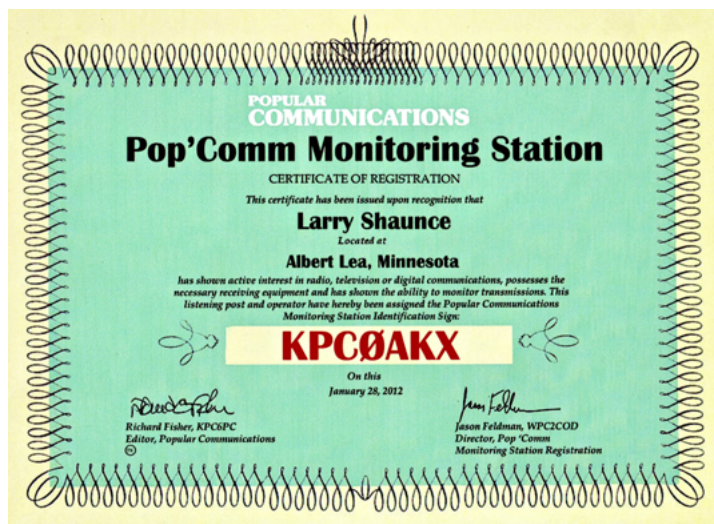 POPULAR
COMMUNICATIONS
Pop'Comm Monitoring Station
CERTIFICATE OF REGISTRATION
This certificate has been issued upon recognition that
Larry Shaunce
Located at
Albert Lea, Minnesota
has shown active interest in radio, television or digital communications, possesses the
necessary receiving equipment and has shown the ability to monitor transmissions. This
listening post and operator have hereby been assigned the Popular Communications
Monitoring Station Identification Sign:
KPCØAKX
On this
January 28, 2012
Richard Fisher, KPC6PC
Editor, Popular Communications
Jason Feldman, WPC2COD
Director, Pop 'Comm
Monitoring Station Registration